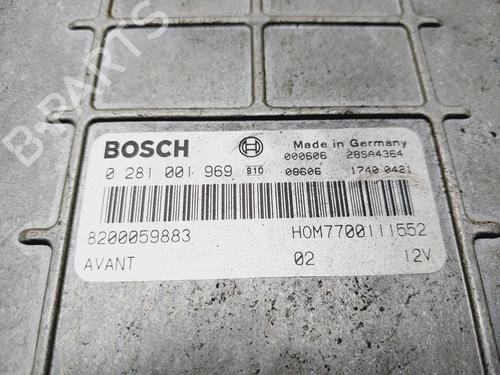 B-PARTS
BOSCH Made in Germany
000606 28SA4364
0 281 001 969 810 08606 1740 0421
8200059883 HOM7700111552
AVANT 02 12V